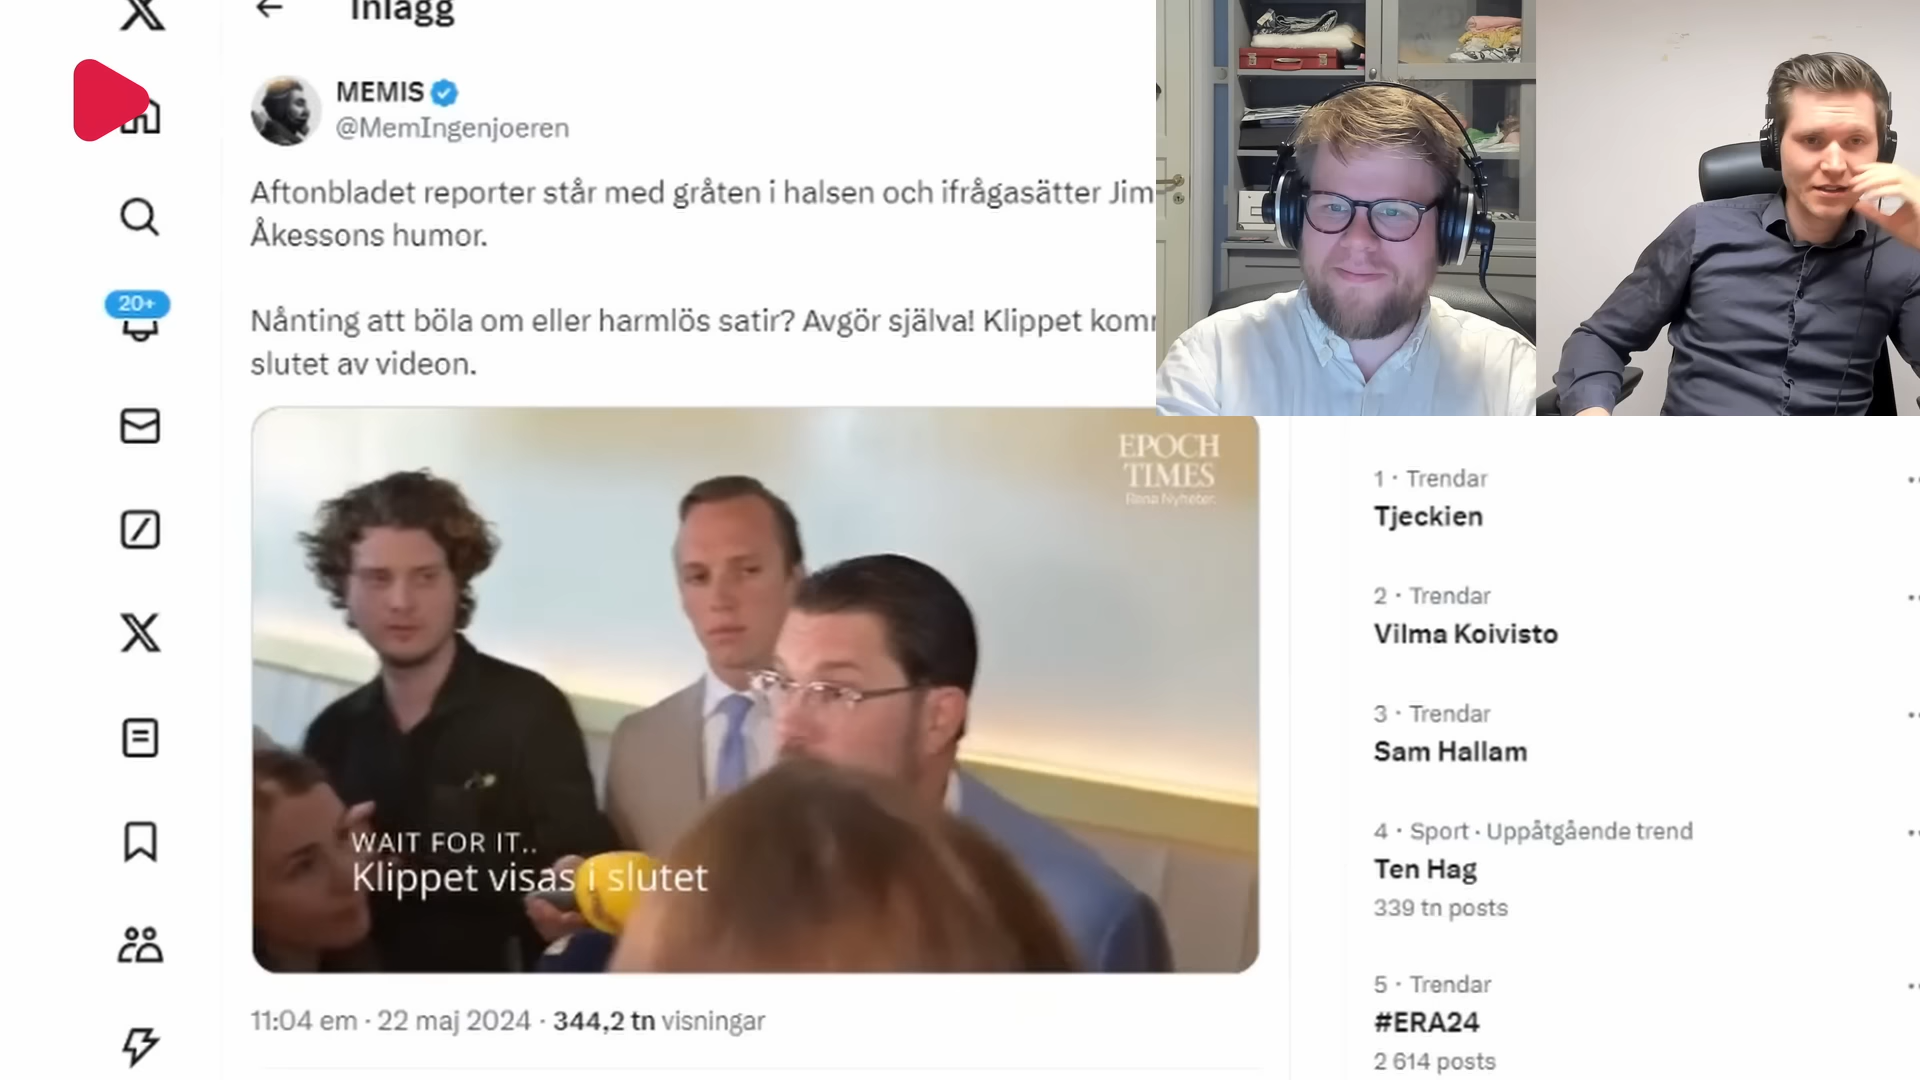 Inlägg
MEMIS
@MemIngenjoeren
Aftonbladet reporter står med gråten i halsen och ifrågasätter Jim
Åkessons humor.
Nånting att böla om eller harmlös satir? Avgör själva! Klippet
slutet av videon.
20+
EPOCH
TIMES
Rena Nyheter.
WAIT FOR IT..
Klippet visas i slutet
11:04 em · 22 maj 2024 · 344,2 tn visningar
1 · Trendar
Tjeckien
2 · Trendar
Vilma Koivisto
3 · Trendar
Sam Hallam
4 · Sport · Uppåtgående trend
Ten Hag
339 tn posts
5 · Trendar
#ERA24
2 614 posts